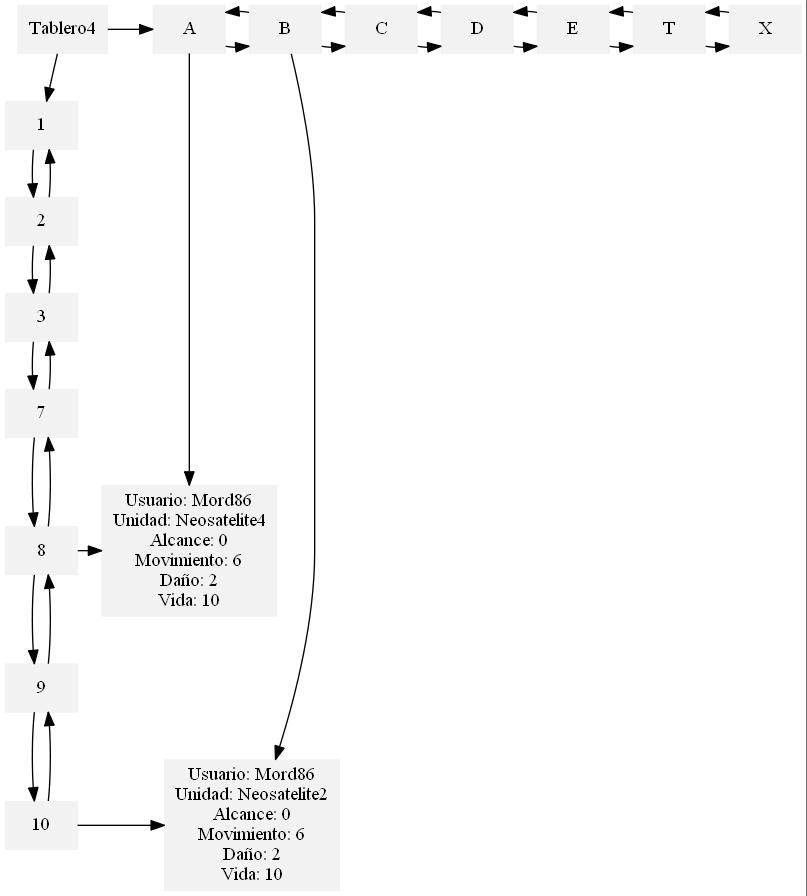 Tablero4
A
B
C
D
E
T
X
1
2
3
7
8
Usuario: Mord86
Unidad: Neosatelite4
Alcance: 0
Movimiento: 6
Daño: 2
Vida: 10
9
10
Usuario: Mord86
Unidad: Neosatelite2
Alcance: 0
Movimiento: 6
Daño: 2
Vida: 10